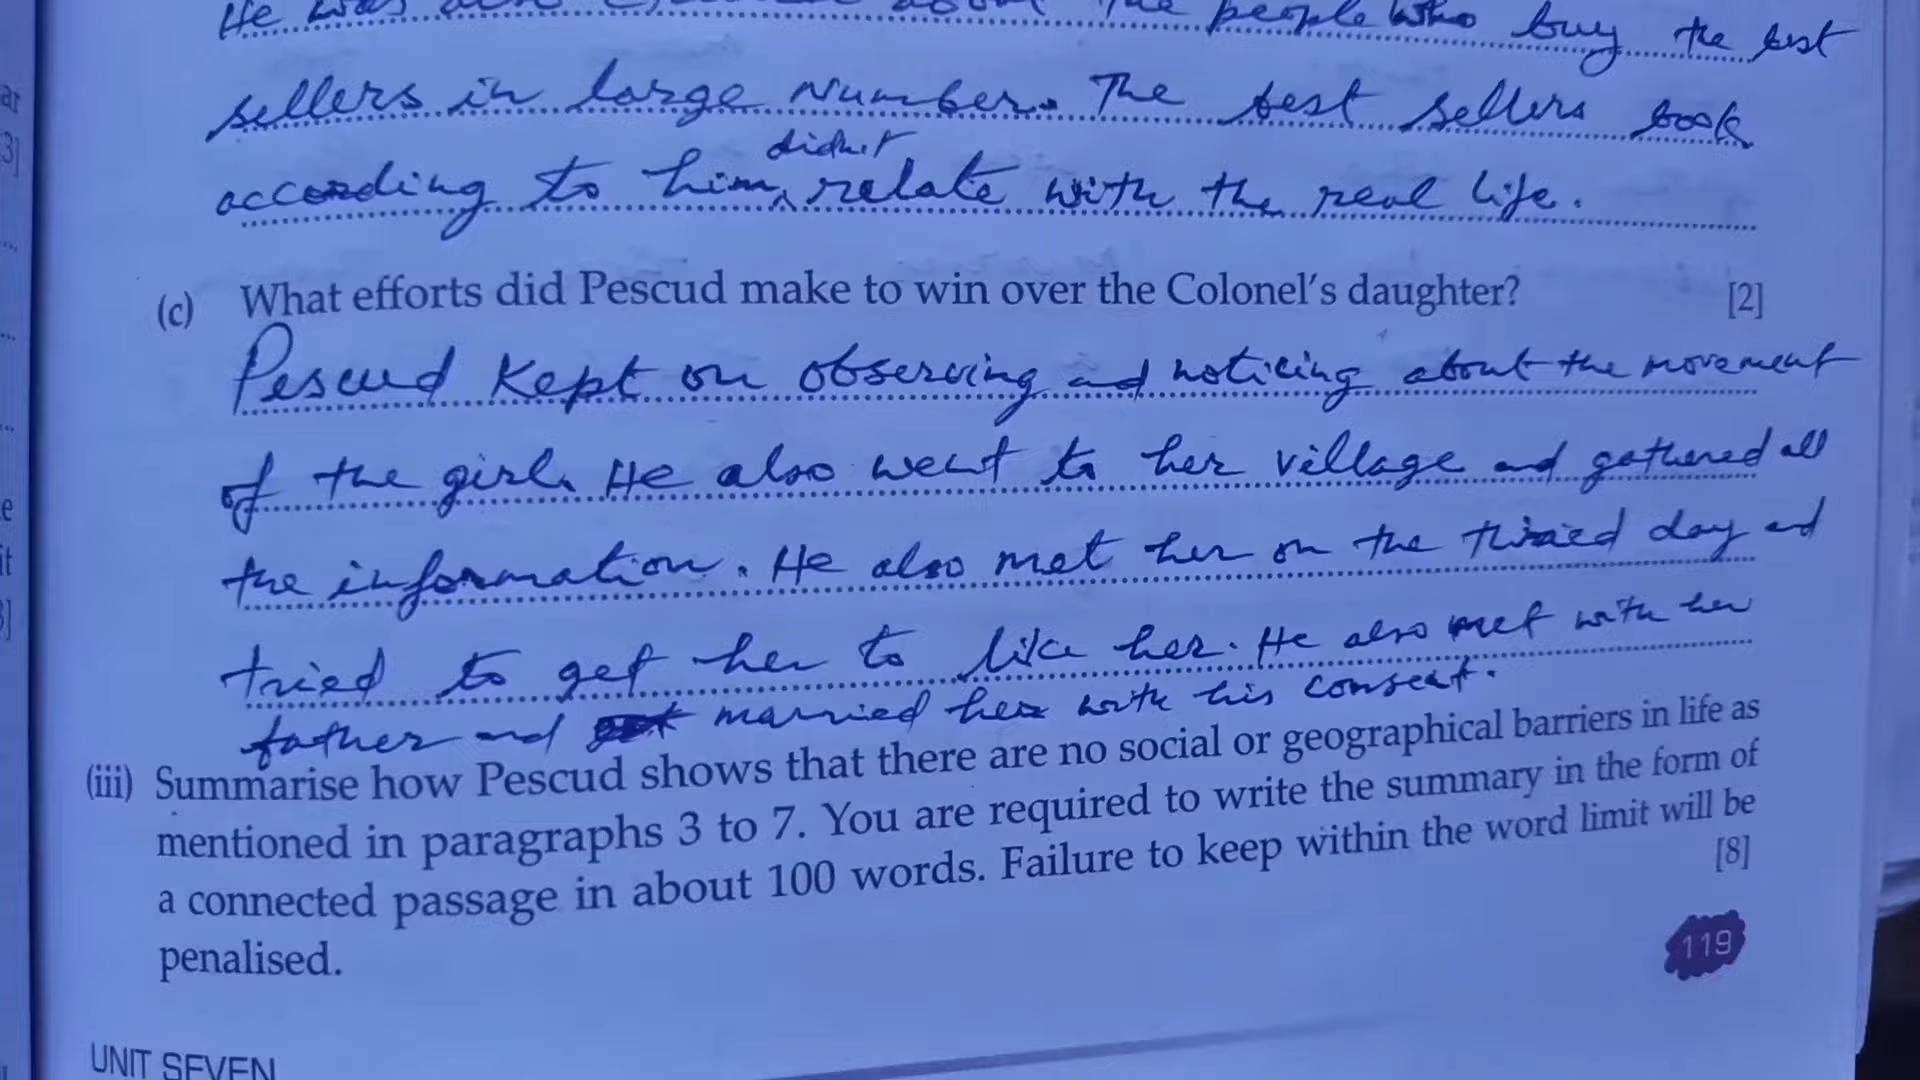 He was also about the people who buy the best
sellers in large Number. The best sellers book
didn't
according to him, relate with the real life.
(c) What efforts did Pescud make to win over the Colonel's daughter? [2]
Pescud Kept on observing and noticing about the movement
of the girl. He also went to her village and gathered all
the information. He also met her on the third day and
tried to get her to like her. He also met with her
father and married her with his consent.
(iii) Summarise how Pescud shows that there are no social or geographical barriers in life as
mentioned in paragraphs 3 to 7. You are required to write the summary in the form of
a connected passage in about 100 words. Failure to keep within the word limit will be
penalised. [8]
119
UNIT SEVEN